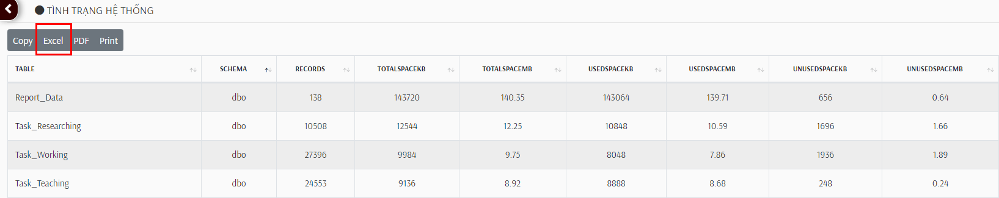 TÌNH TRẠNG HỆ THỐNG
Copy Excel PDF Print
TABLE SCHEMA RECORDS TOTALSPACEKB TOTALSPACEMB USEDSPACEKB USEDSPACEMB UNUSEDSPACEKB UNUSEDSPACEMB
Report_Data dbo 138 143720 140.35 143064 139.71 656 0.64
Task_Researching dbo 10508 12544 12.25 10848 10.59 1696 1.66
Task_Working dbo 27396 9984 9.75 8048 7.86 1936 1.89
Task_Teaching dbo 24553 9136 8.92 8888 8.68 248 0.24